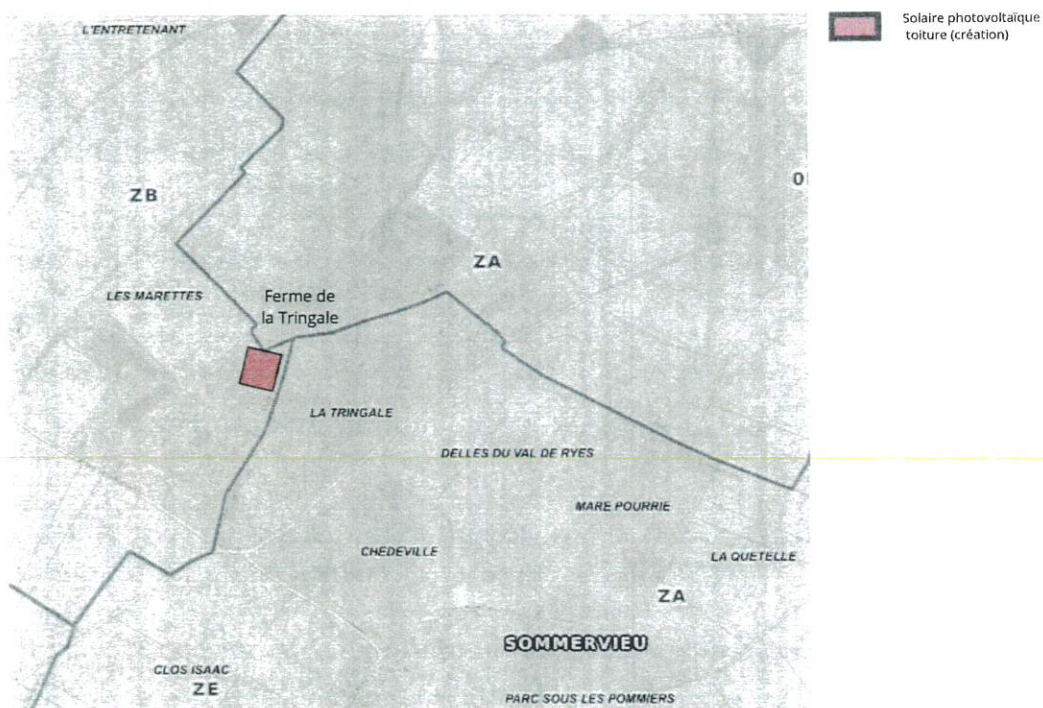 L'ENTRETENANT
Solaire photovoltaïque
toiture (création)
ZB
ZA
LES MARETTES
Ferme de
la Tringale
LA TRINGALE
DELLES DU VAL DE RYES
MARE POURRIE
CHEDEVILLE
LA QUETELLE
ZA
SOMMERVIEU
CLOS ISAAC
ZE
PARC SOUS LES POMMIERS